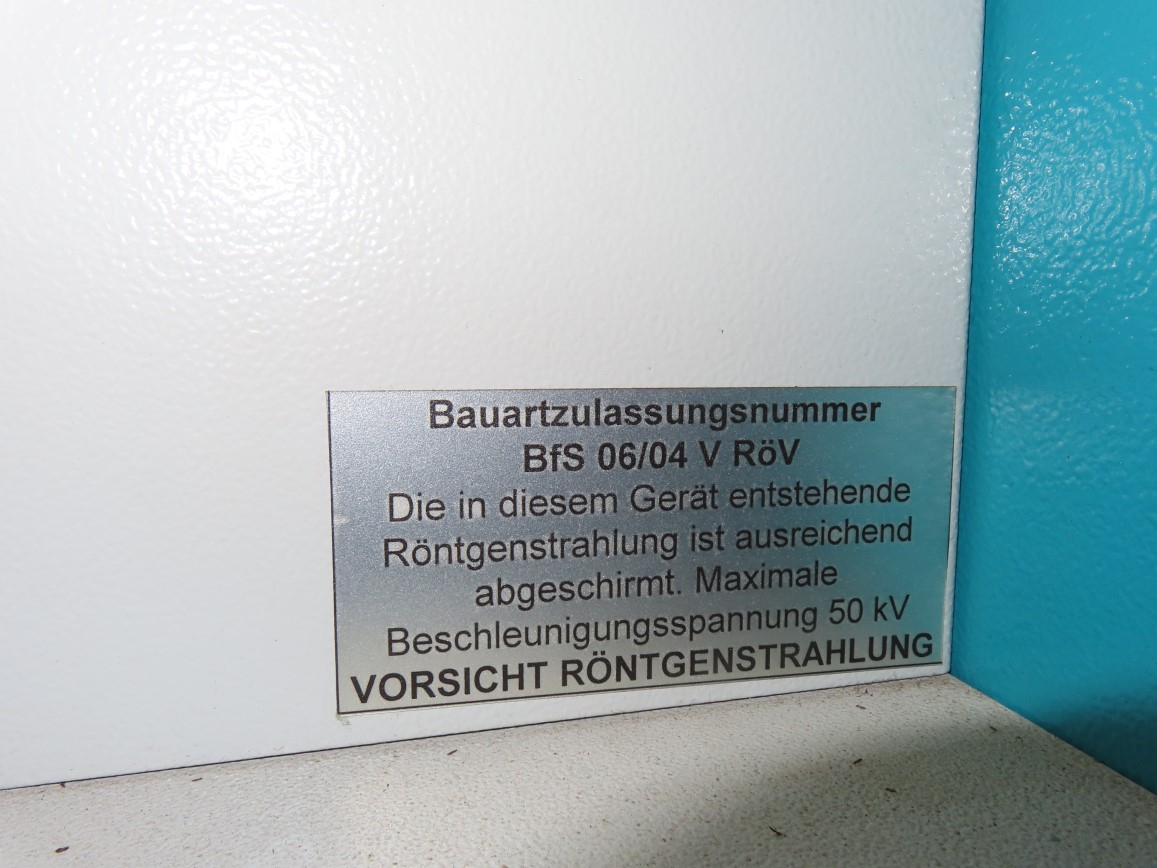 Bauartzulassungsnummer
BfS 06/04 V RöV
Die in diesem Gerät entstehende
Röntgenstrahlung ist ausreichend
abgeschirmt. Maximale
Beschleunigungsspannung 50 kV
VORSICHT RÖNTGENSTRAHLUNG